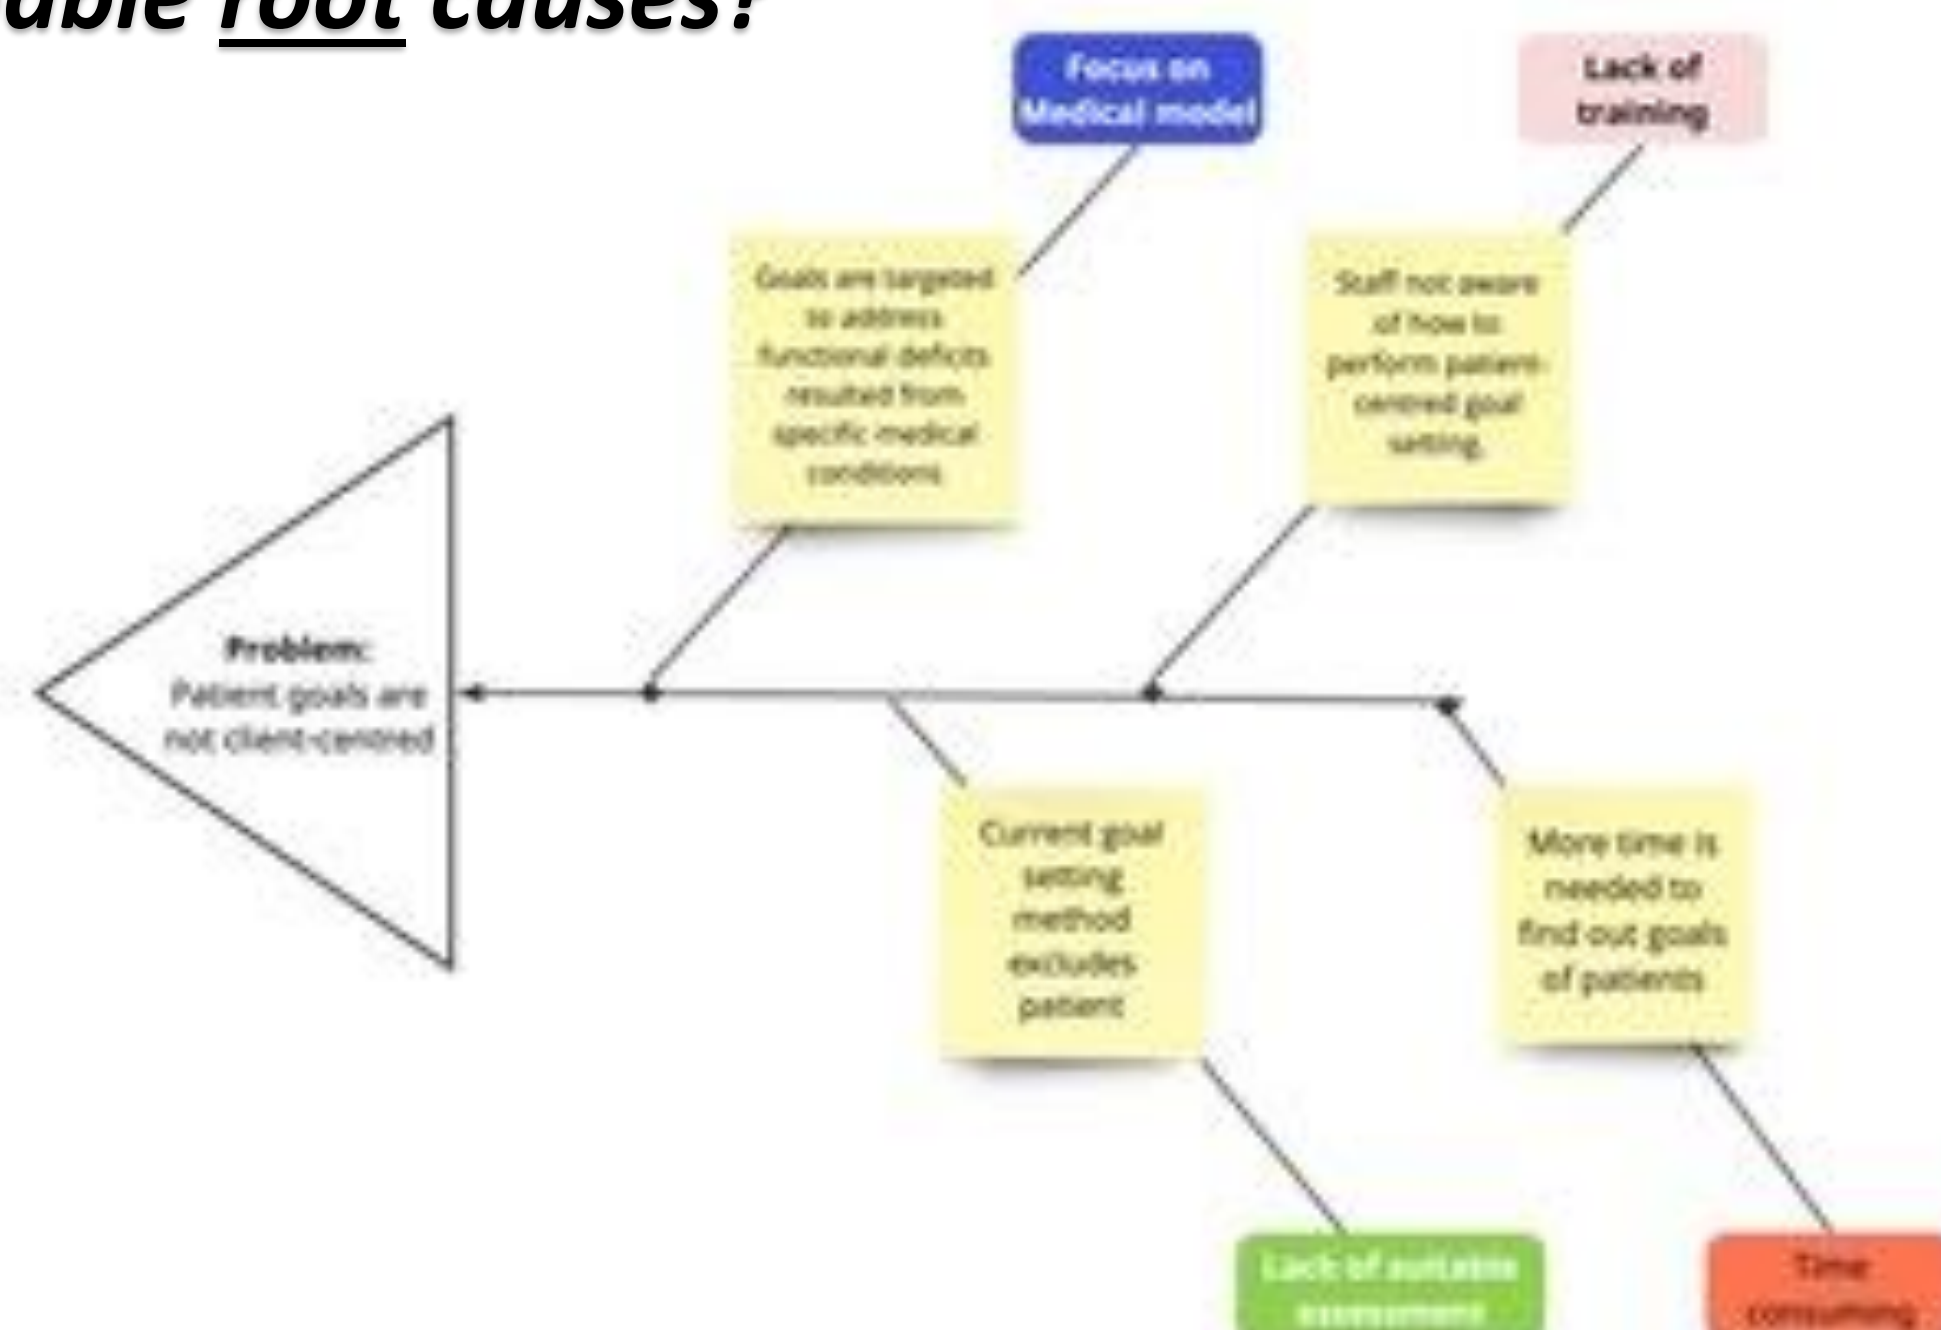 able root causes?
Focus on
Medical model
Lack of
training
Goals are targeted
to address
functional deficits
resulted from
specific medical
conditions
Staff not aware
of how to
perform patient-
centred goal
setting.
Problem:
Patient goals are
not client-centred
Current goal
setting
method
excludes
patient
More time is
needed to
find out goals
of patients
Lack of suitable
assessment
Time
consuming